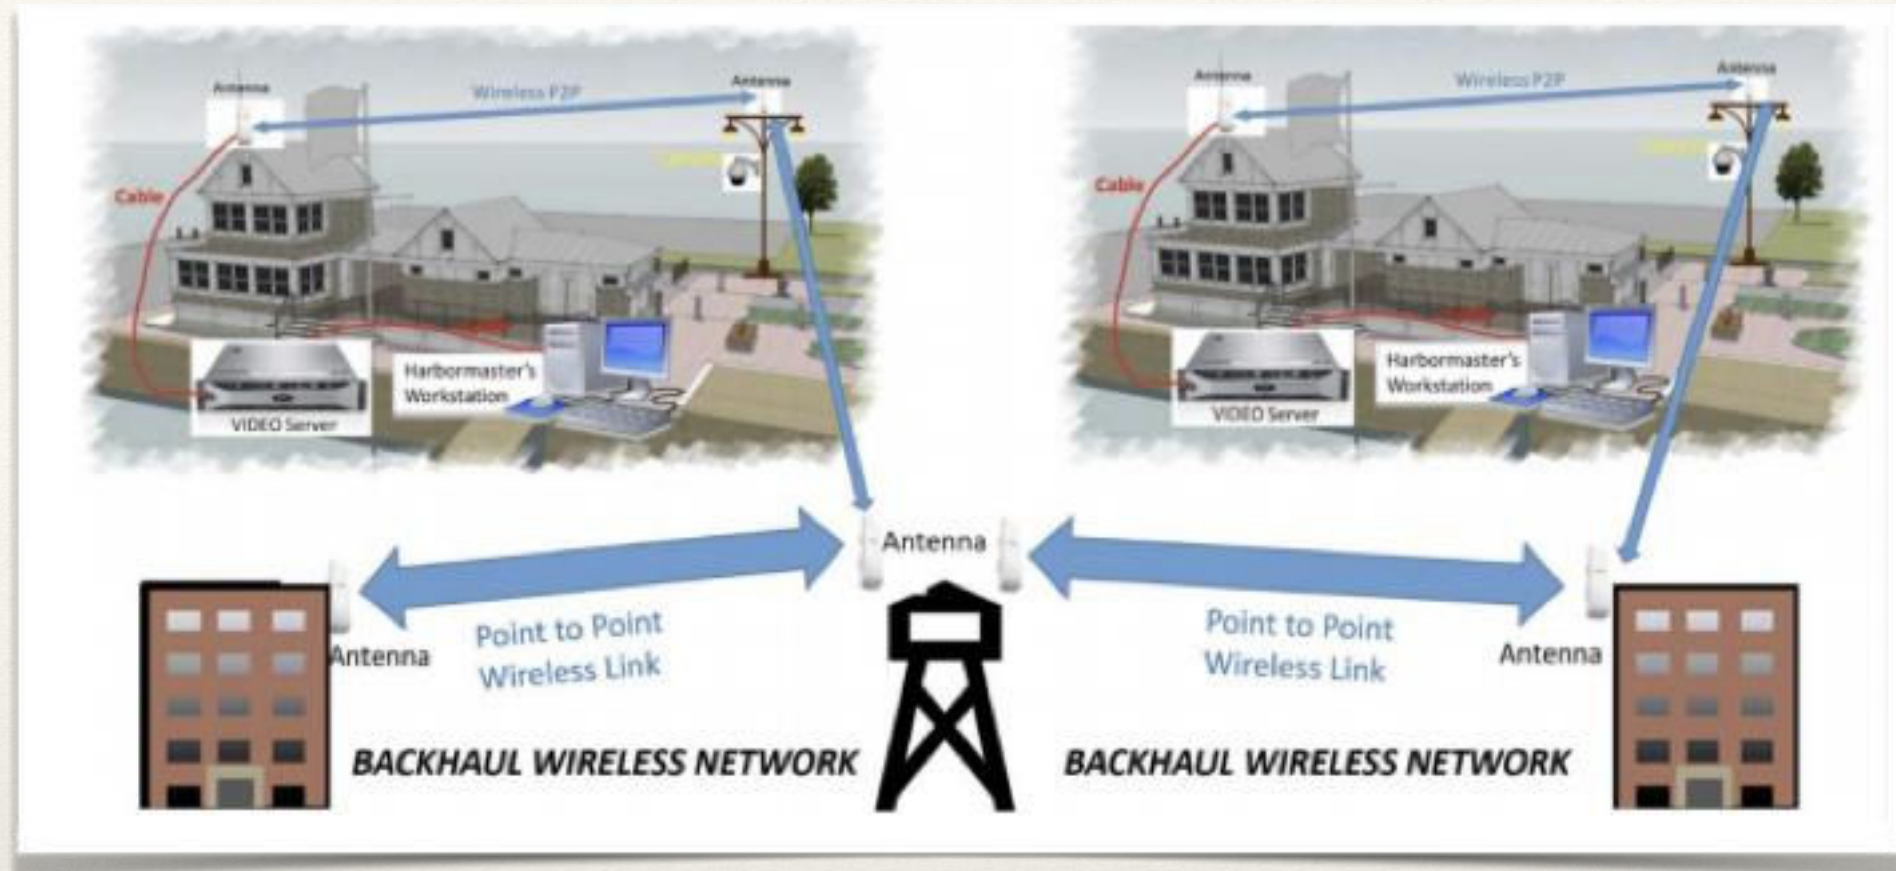 Antenna
Wireless P2P
Antenna
Cable
Harbormaster's
Workstation
VIDEO Server
Antenna
Wireless P2P
Antenna
Cable
Harbormaster's
Workstation
VIDEO Server
Antenna
Antenna
Point to Point
Wireless Link
Point to Point
Wireless Link
Antenna
BACKHAUL WIRELESS NETWORK
BACKHAUL WIRELESS NETWORK